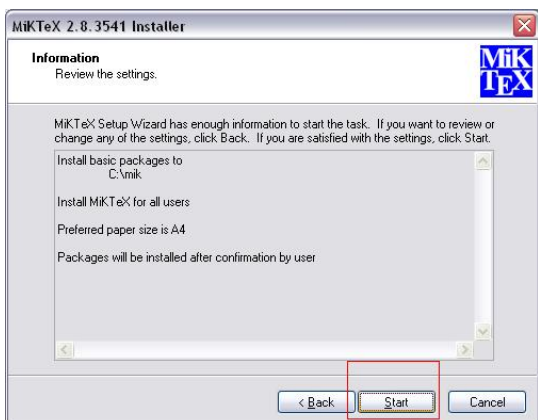 MiKTeX 2.8.3541 Installer
Information
Review the settings.
MiK
TEX
MiKTeX Setup Wizard has enough information to start the task. If you want to review or
change any of the settings, click Back. If you are satisfied with the settings, click Start.
Install basic packages to
C:\mik
Install MiKTeX for all users
Preferred paper size is A4
Packages will be installed after confirmation by user
< Back
Start
Cancel